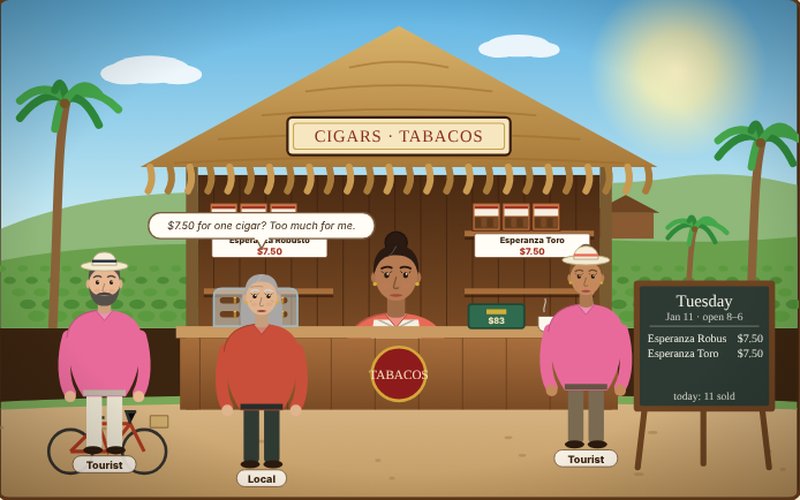 CIGARS · TABACOS
$7.50 for one cigar? Too much for me.
Esperanza Robusto
$7.50
Esperanza Toro
$7.50
$83
TABACOS
Tuesday
Jan 11 · open 8–6
Esperanza Robus $7.50
Esperanza Toro $7.50
today: 11 sold
Tourist
Local
Tourist